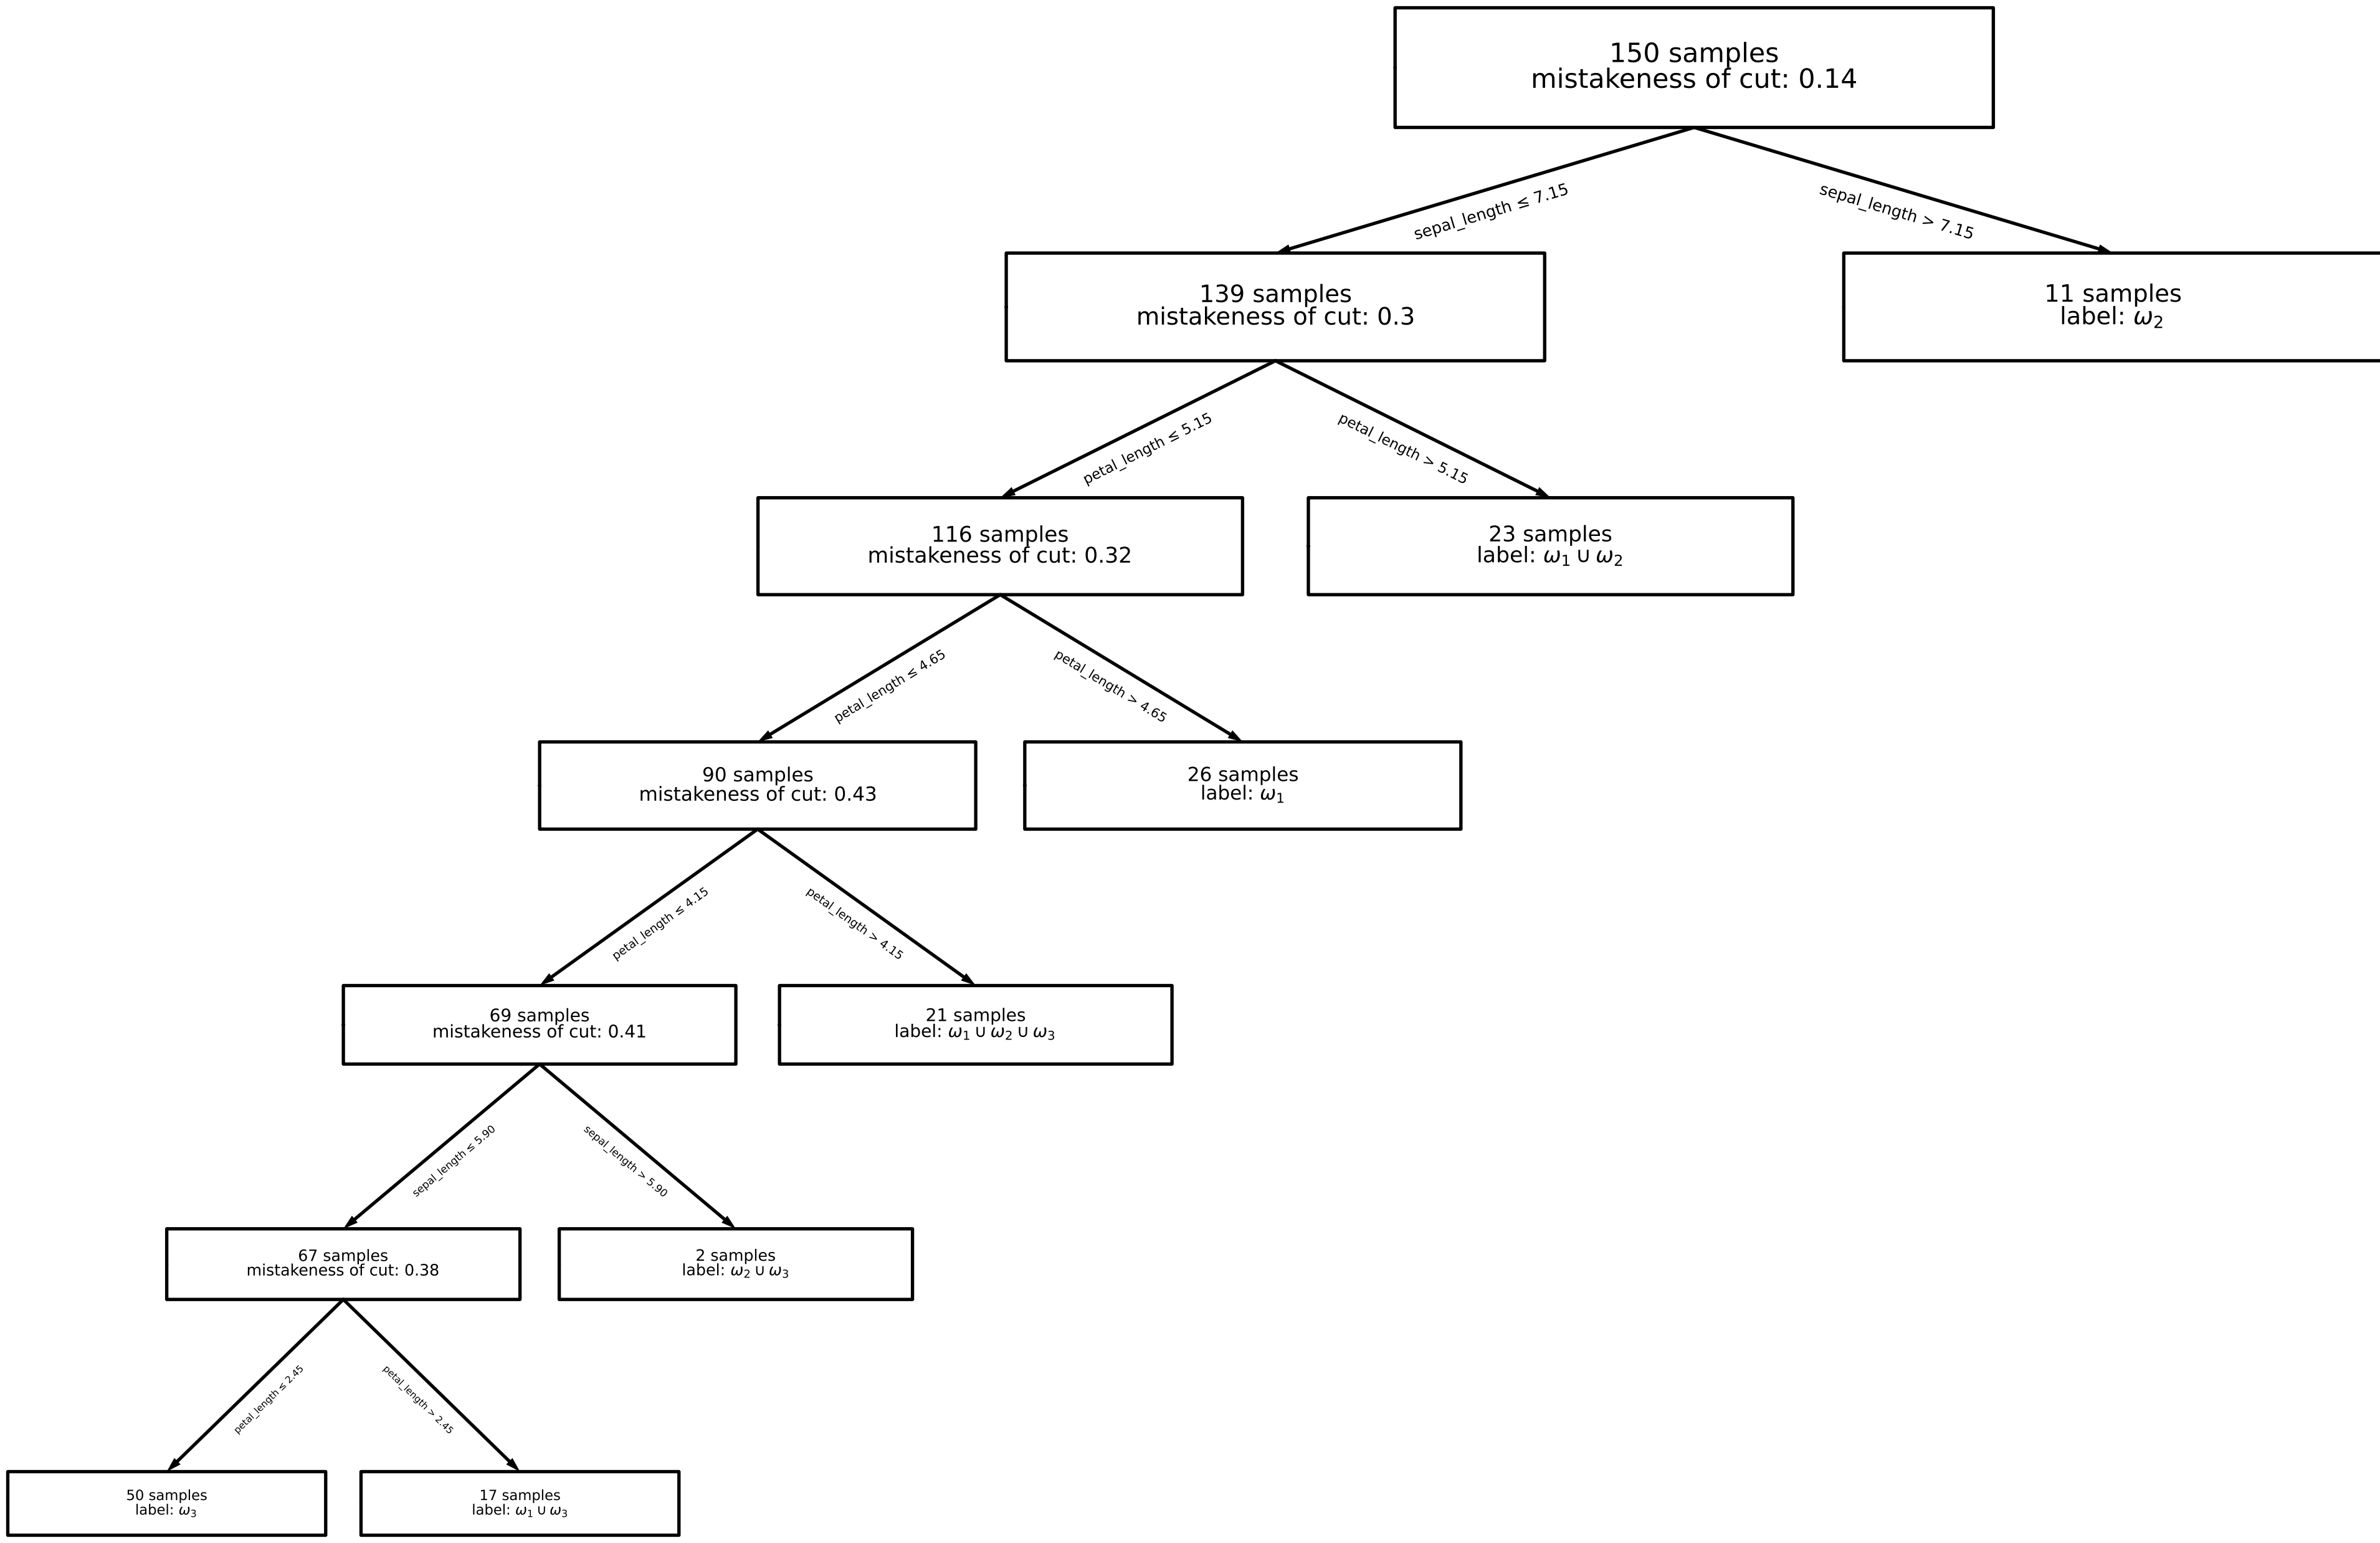 150 samples
mistakeness of cut: 0.14
sepal_length ≤ 7.15
sepal_length > 7.15
139 samples
mistakeness of cut: 0.3
11 samples
label: ω₂
petal_length ≤ 5.15
petal_length > 5.15
116 samples
mistakeness of cut: 0.32
23 samples
label: ω₁ ∪ ω₂
petal_length ≤ 4.65
petal_length > 4.65
90 samples
mistakeness of cut: 0.43
26 samples
label: ω₁
petal_length ≤ 4.15
petal_length > 4.15
69 samples
mistakeness of cut: 0.41
21 samples
label: ω₁ ∪ ω₂ ∪ ω₃
sepal_length ≤ 5.90
sepal_length > 5.90
67 samples
mistakeness of cut: 0.38
2 samples
label: ω₂ ∪ ω₃
petal_length ≤ 2.45
petal_length > 2.45
50 samples
label: ω₃
17 samples
label: ω₁ ∪ ω₃